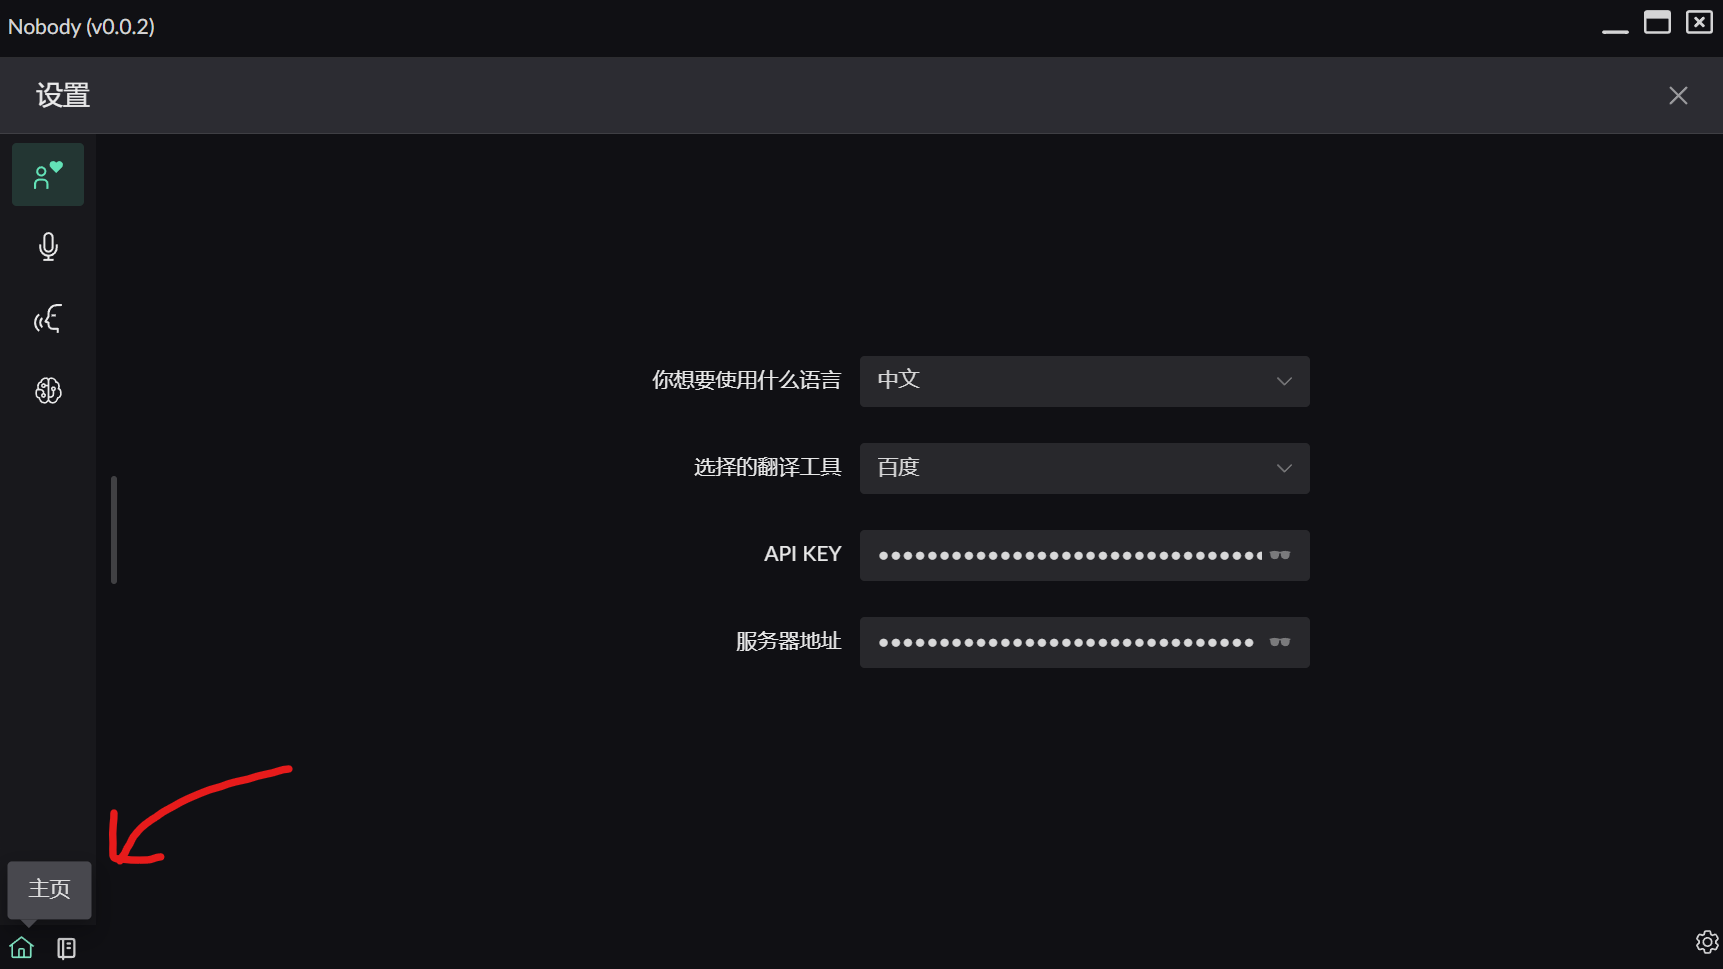 Nobody (v0.0.2)
设置
你想要使用什么语言 中文
选择的翻译工具 百度
API KEY
服务器地址
主页